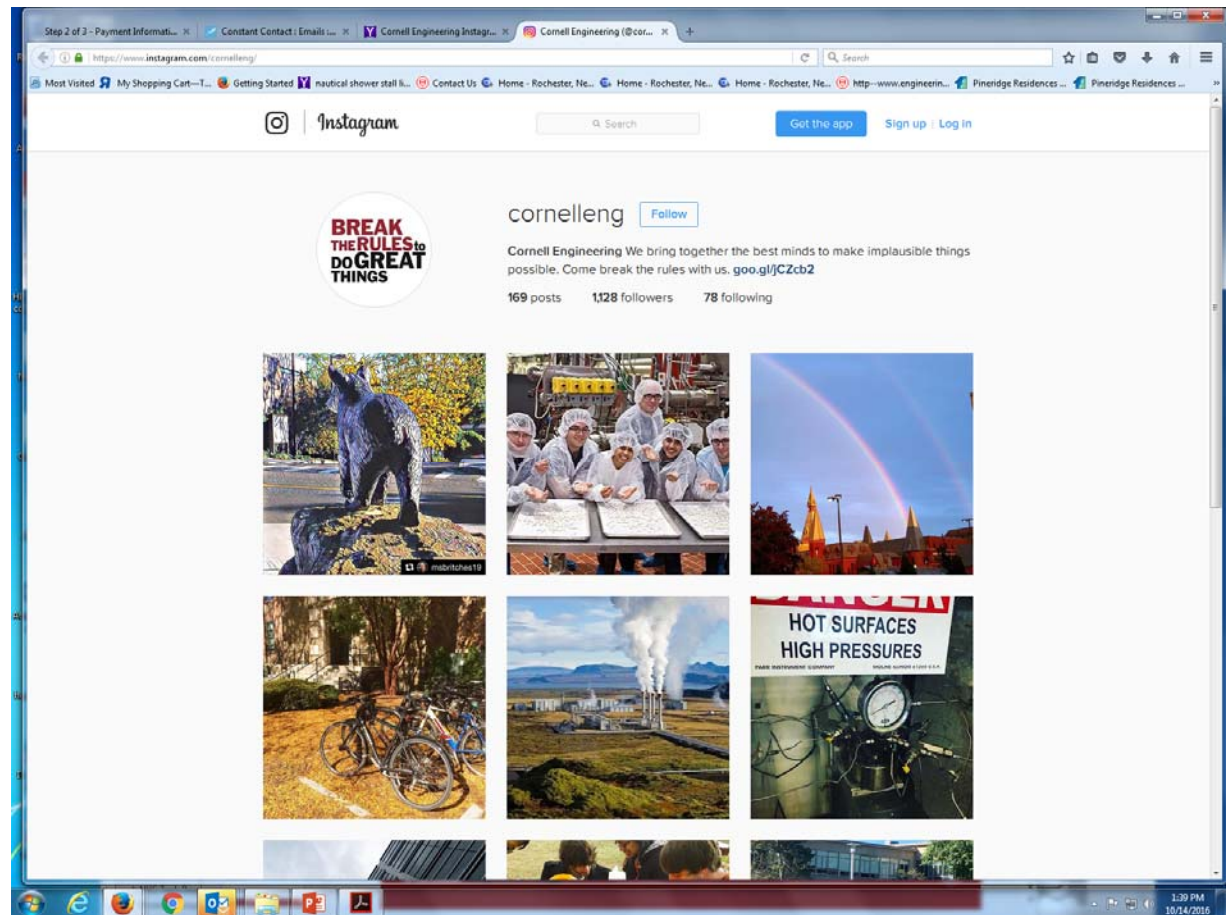 Step 2 of 3 - Payment Informati...
Constant Contact : Emails :...
Cornell Engineering Instagr...
Cornell Engineering (@cor...
https://www.instagram.com/cornelleng/
Search
Most Visited
My Shopping Cart---T...
Getting Started
nautical shower stall li...
Contact Us
Home - Rochester, Ne...
Home - Rochester, Ne...
Home - Rochester, Ne...
http--www.engineerin...
Pineridge Residences ...
Pineridge Residences ...
Instagram
Search
Get the app
Sign up | Log in
BREAK
THE RULES to
DO GREAT
THINGS
cornelleng
Follow
Cornell Engineering We bring together the best minds to make implausible things
possible. Come break the rules with us. goo.gl/jCZcb2
169 posts 1,128 followers 78 following
msbritches19
DANGER
HOT SURFACES
HIGH PRESSURES
PARR INSTRUMENT COMPANY
1:39 PM
10/14/2016